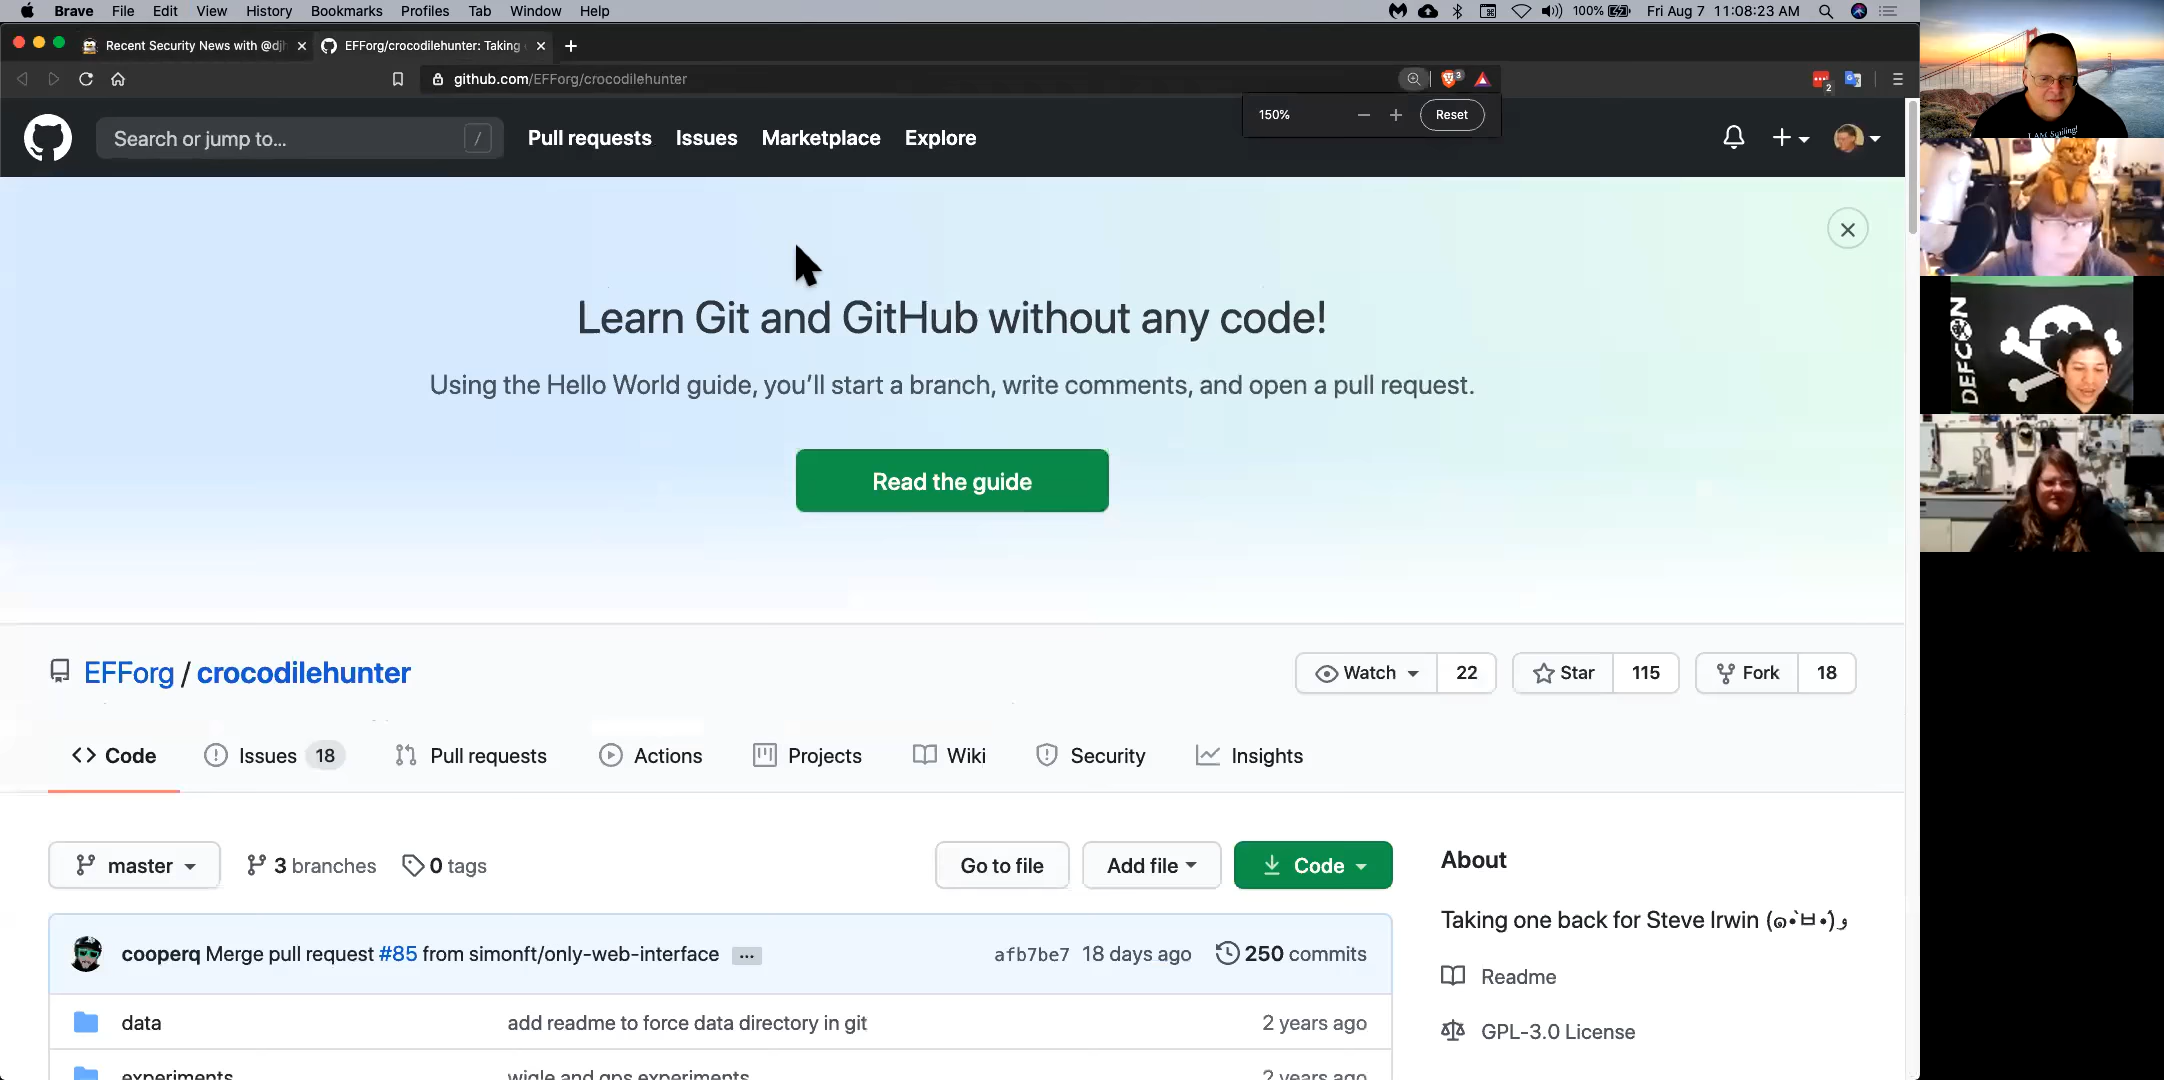 Brave File Edit View History Bookmarks Profiles Tab Window Help 100% Fri Aug 7 11:08:23 AM
Recent Security News with @djh
EFForg/crocodilehunter: Taking
github.com/EFForg/crocodilehunter
3
2
150% Reset
Search or jump to... /
Pull requests Issues Marketplace Explore
Learn Git and GitHub without any code!
Using the Hello World guide, you’ll start a branch, write comments, and open a pull request.
Read the guide
EFForg / crocodilehunter
Watch 22 Star 115 Fork 18
Code Issues 18 Pull requests Actions Projects Wiki Security Insights
master 3 branches 0 tags Go to file Add file Code
cooperq Merge pull request #85 from simonft/only-web-interface ... afb7be7 18 days ago 250 commits
data add readme to force data directory in git 2 years ago
experiments wigle and gps experiments 2 years ago
About
Taking one back for Steve Irwin (๑•̀ㅂ•́)و
Readme
GPL-3.0 License
DEFCON